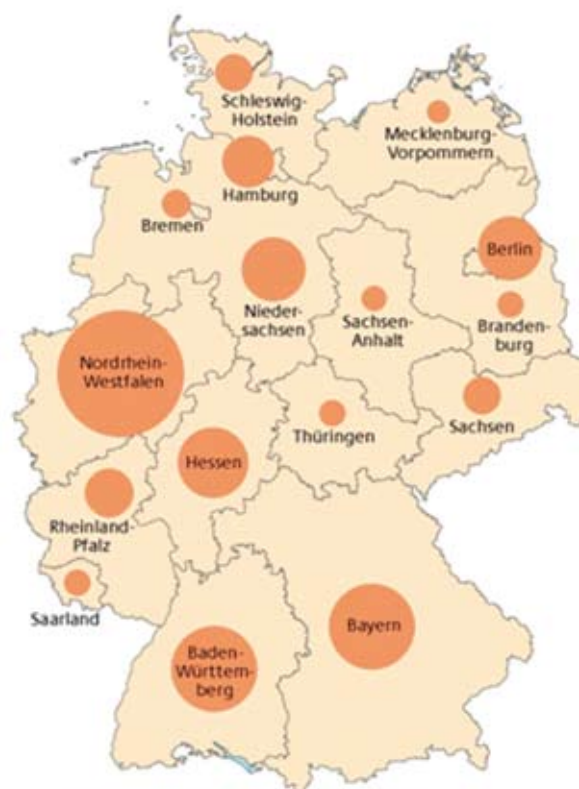 Schleswig-
Holstein
Mecklenburg-
Vorpommern
Hamburg
Bremen
Berlin
Nieder-
sachsen
Sachsen-
Anhalt
Branden-
burg
Nordrhein-
Westfalen
Sachsen
Thüringen
Hessen
Rheinland-
Pfalz
Saarland
Bayern
Baden-
Württem-
berg